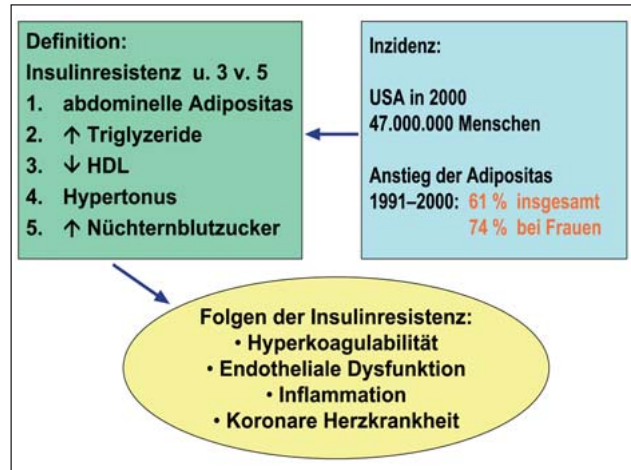 Definition:
Insulinresistenz u. 3 v. 5
1. abdominelle Adipositas
2. ↑ Triglyzeride
3. ↓ HDL
4. Hypertonus
5. ↑ Nüchternblutzucker
Inzidenz:
USA in 2000
47.000.000 Menschen
Anstieg der Adipositas
1991–2000: 61 % insgesamt
74 % bei Frauen
Folgen der Insulinresistenz:
• Hyperkoagulabilität
• Endotheliale Dysfunktion
• Inflammation
• Koronare Herzkrankheit